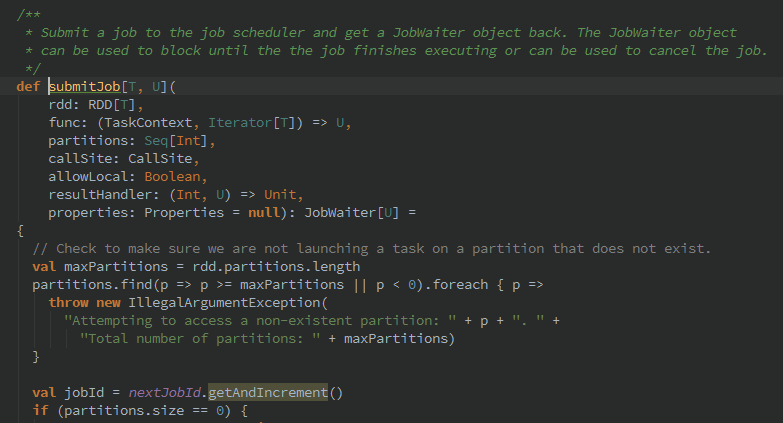 /**
 * Submit a job to the job scheduler and get a JobWaiter object back. The JobWaiter object
 * can be used to block until the the job finishes executing or can be used to cancel the job.
 */
def submitJob[T, U](
    rdd: RDD[T],
    func: (TaskContext, Iterator[T]) => U,
    partitions: Seq[Int],
    callSite: CallSite,
    allowLocal: Boolean,
    resultHandler: (Int, U) => Unit,
    properties: Properties = null): JobWaiter[U] =
{
  // Check to make sure we are not launching a task on a partition that does not exist.
  val maxPartitions = rdd.partitions.length
  partitions.find(p => p >= maxPartitions || p < 0).foreach { p =>
    throw new IllegalArgumentException(
      "Attempting to access a non-existent partition: " + p + ". " +
        "Total number of partitions: " + maxPartitions)
  }
  val jobId = nextJobId.getAndIncrement()
  if (partitions.size == 0) {